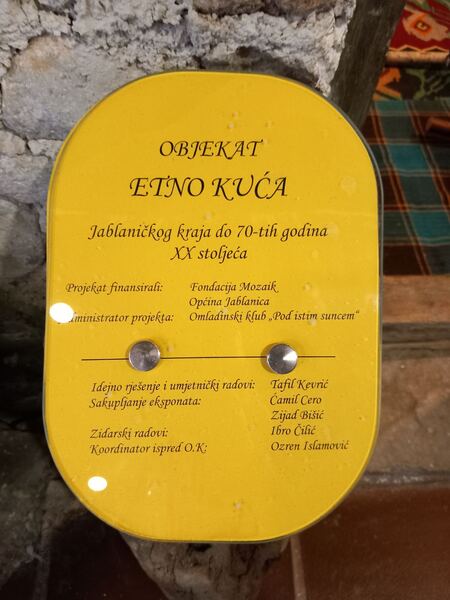 OBJEKAT
ETNO KUĆA
Jablaničkog kraja do 70-tih godina
XX stoljeća
Projekat finansirali: Fondacija Mozaik
Općina Jablanica
Administrator projekta: Omladinski klub „Pod istim suncem“
Idejno rješenje i umjetnički radovi: Tafil Kevrić
Sakupljanje eksponata: Ćamil Cero
Zijad Bišić
Zidarski radovi: Ibro Čilić
Koordinator ispred O.K: Ozren Islamović